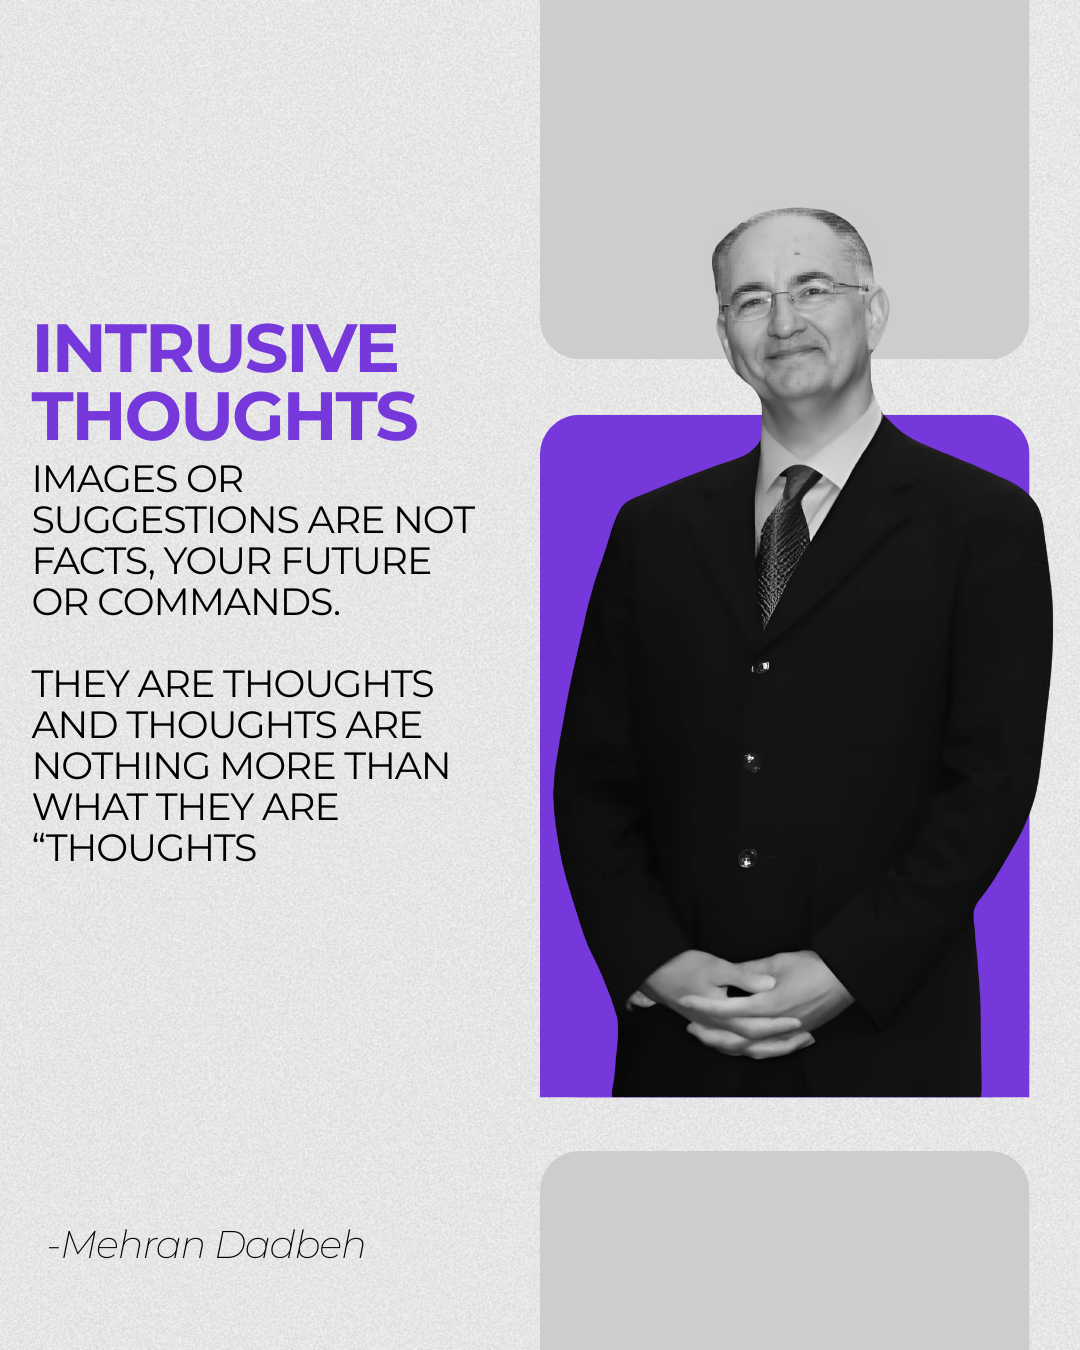 INTRUSIVE
THOUGHTS
IMAGES OR
SUGGESTIONS ARE NOT
FACTS, YOUR FUTURE
OR COMMANDS.
THEY ARE THOUGHTS
AND THOUGHTS ARE
NOTHING MORE THAN
WHAT THEY ARE
“THOUGHTS
-Mehran Dadbeh